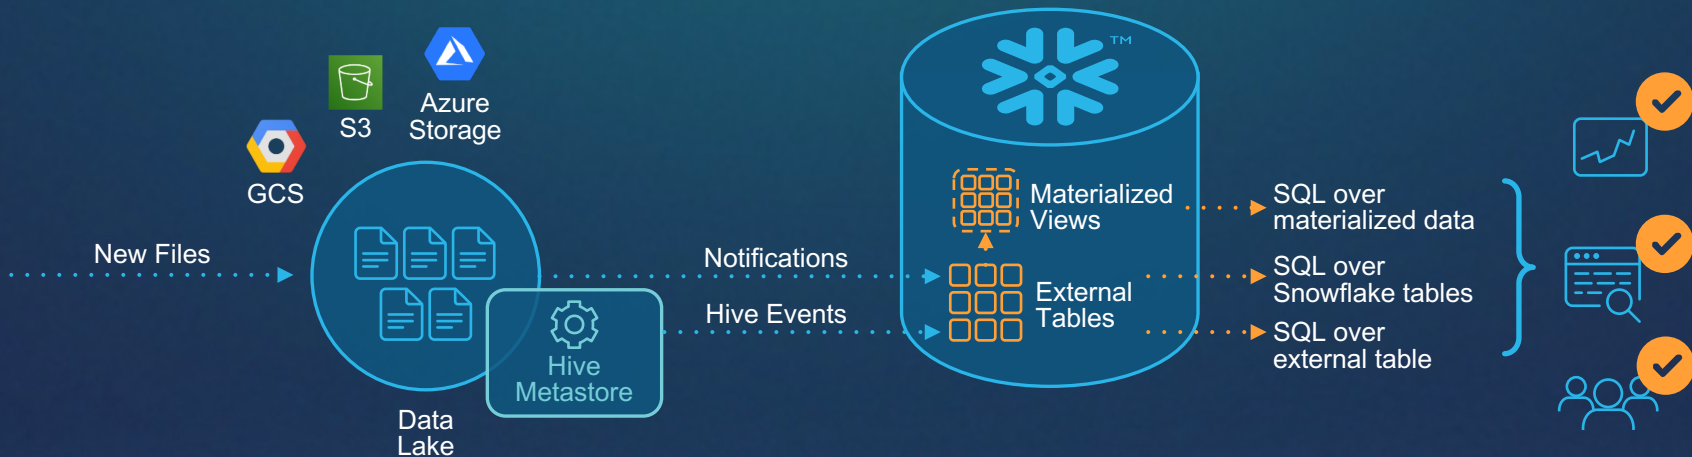 Azure
Storage
S3
GCS
New Files
Data
Lake
Hive
Metastore
Notifications
Hive Events
TM
Materialized
Views
External
Tables
SQL over
materialized data
SQL over
Snowflake tables
SQL over
external table